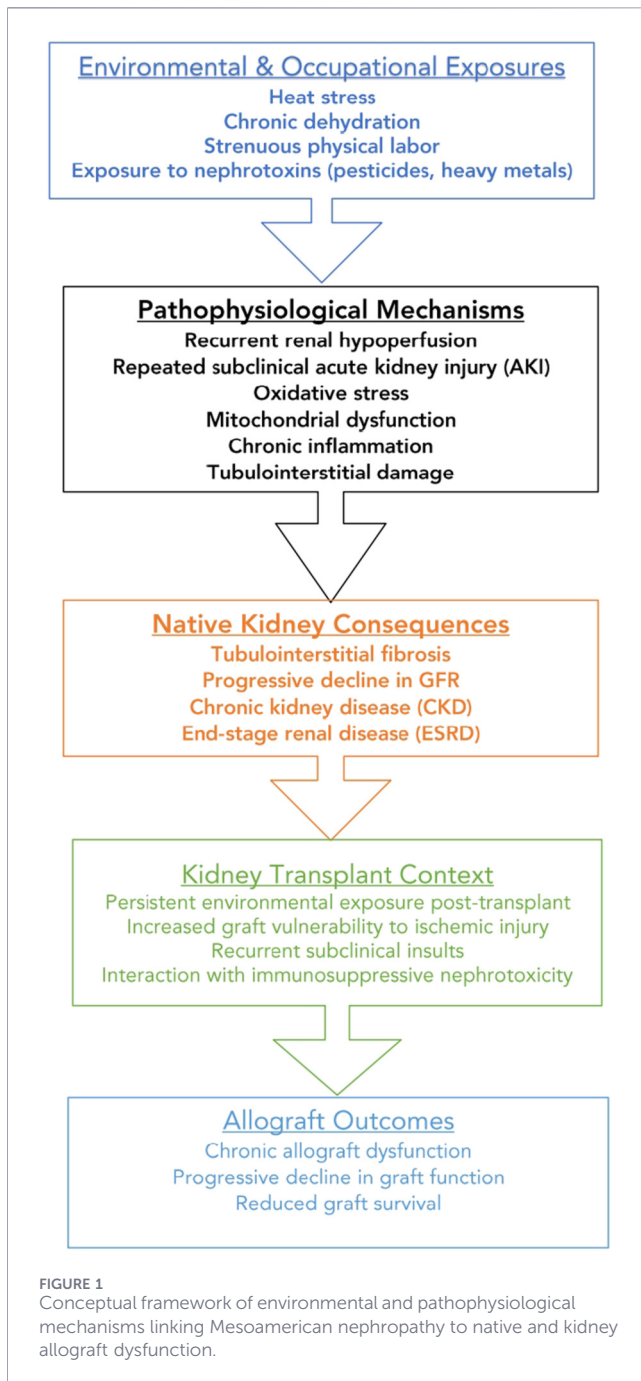 Environmental & Occupational Exposures
Heat stress
Chronic dehydration
Strenuous physical labor
Exposure to nephrotoxins (pesticides, heavy metals)
Pathophysiological Mechanisms
Recurrent renal hypoperfusion
Repeated subclinical acute kidney injury (AKI)
Oxidative stress
Mitochondrial dysfunction
Chronic inflammation
Tubulointerstitial damage
Native Kidney Consequences
Tubulointerstitial fibrosis
Progressive decline in GFR
Chronic kidney disease (CKD)
End-stage renal disease (ESRD)
Kidney Transplant Context
Persistent environmental exposure post-transplant
Increased graft vulnerability to ischemic injury
Recurrent subclinical insults
Interaction with immunosuppressive nephrotoxicity
Allograft Outcomes
Chronic allograft dysfunction
Progressive decline in graft function
Reduced graft survival
FIGURE 1
Conceptual framework of environmental and pathophysiological
mechanisms linking Mesoamerican nephropathy to native and kidney
allograft dysfunction.